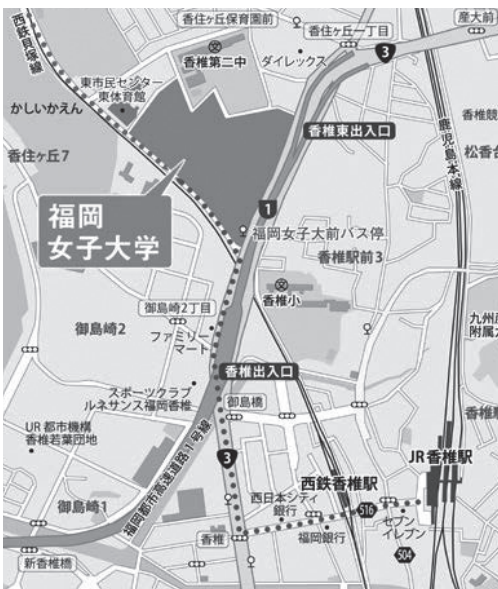 西鉄貝塚線
香住ヶ丘保育園前
香椎第二中
香住ヶ丘一丁目
3
産大前
ダイレックス
東市民センター
東体育館
かしいかえん
香住ヶ丘7
香椎東出入口
鹿児島本線
松香台
福岡
女子大学
1
福岡女子大前バス停
香椎駅前3
香椎小
御島崎2丁目
御島崎2
ファミリー
マート
香椎出入口
スポーツクラブ
ルネサンス福岡香椎
御島橋
UR都市機構
香椎若葉団地
福岡都市高速道路1号線
3
JR香椎駅
西鉄香椎駅
西日本シティ
銀行
516
御島崎1
香椎
福岡銀行
セブン
イレブン
504
新香椎橋
九州産
附属